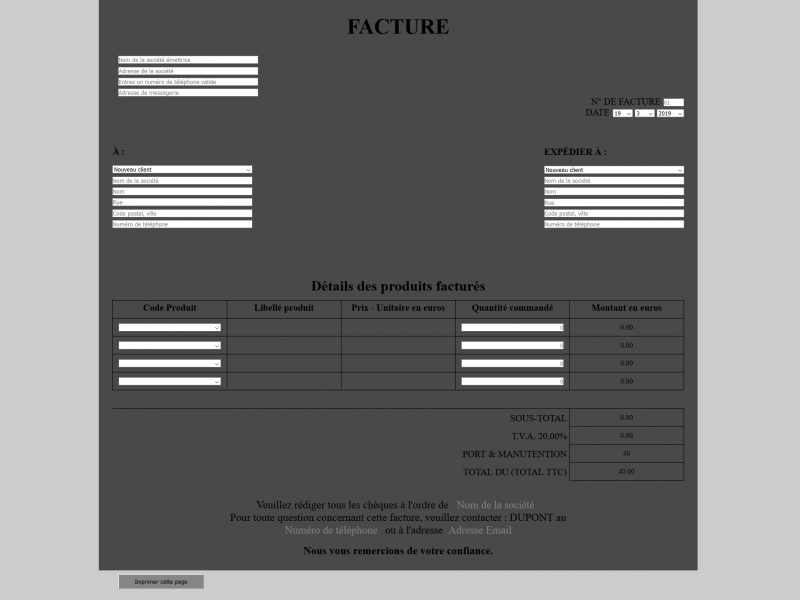 FACTURE
Nom de la société émettrice
Adresse de la société
Entrez un numéro de téléphone valide
Adresse de messagerie
N° DE FACTURE 01
DATE 19 3 2019
À :
EXPÉDIER À :
Nouveau client
Nouveau client
Nom de la société
Nom de la société
Nom
Nom
Rue
Rue
Code postal, ville
Code postal, ville
Numéro de téléphone
Numéro de téléphone
Détails des produits facturés
Code Produit Libellé produit Prix - Unitaire en euros Quantité commandé Montant en euros
0 0.00
0 0.00
0 0.00
0 0.00
SOUS-TOTAL 0.00
T.V.A. 20,00% 0.00
PORT & MANUTENTION 40
TOTAL DU (TOTAL TTC) 40.00
Veuillez rédiger tous les chèques à l'ordre de Nom de la société
Pour toute question concernant cette facture, veuillez contacter : DUPONT au
Numéro de téléphone ou à l'adresse Adresse Email
Nous vous remercions de votre confiance.
Imprimer cette page